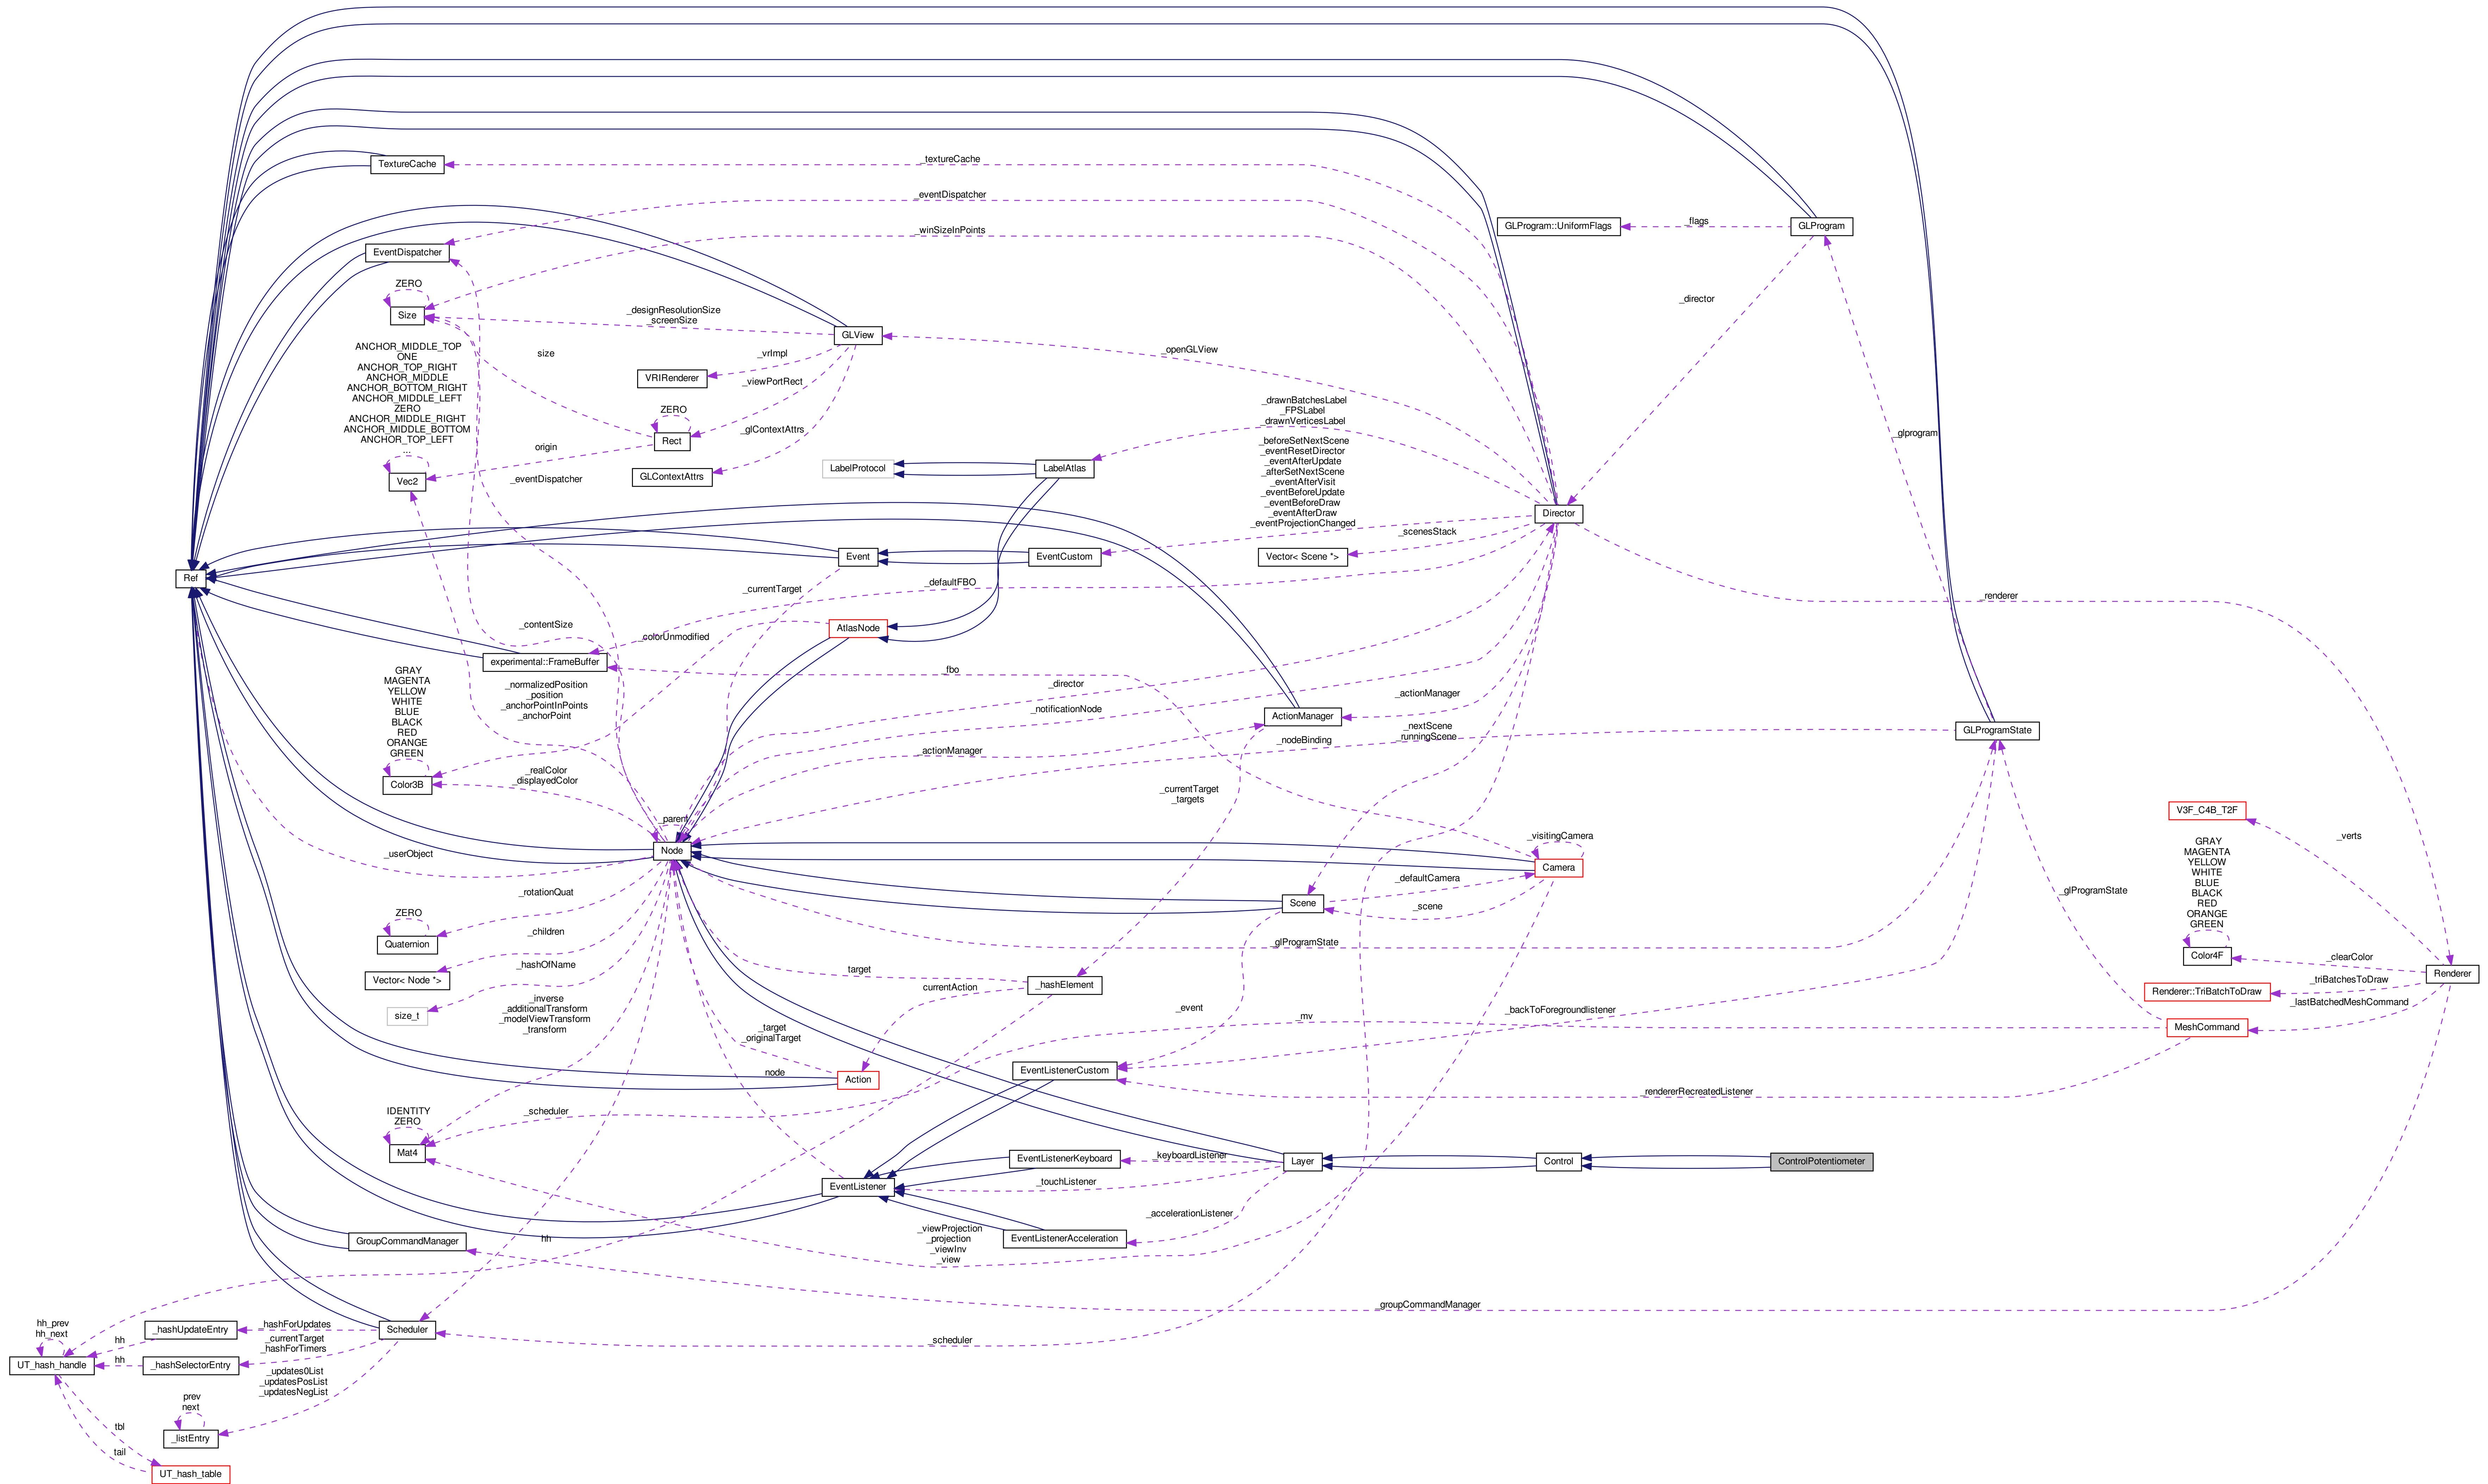 _textureCache
TextureCache
_eventDispatcher
GLProgram::UniformFlags
_flags
GLProgram
_winSizeInPoints
EventDispatcher
ZERO
Size
_designResolutionSize
_screenSize
GLView
_director
ANCHOR_MIDDLE_TOP
ONE
ANCHOR_TOP_RIGHT
ANCHOR_MIDDLE
ANCHOR_BOTTOM_RIGHT
ANCHOR_MIDDLE_LEFT
ZERO
ANCHOR_MIDDLE_RIGHT
ANCHOR_MIDDLE_BOTTOM
ANCHOR_TOP_LEFT
...
Vec2
size
_vrImpl
VRIRenderer
_viewPortRect
_openGLView
ZERO
Rect
origin
_glContextAttrs
GLContextAttrs
_eventDispatcher
LabelProtocol
LabelAtlas
_drawnBatchesLabel
_FPSLabel
_drawnVerticesLabel
_beforeSetNextScene
_eventResetDirector
_eventAfterUpdate
_afterSetNextScene
_eventAfterVisit
_eventBeforeUpdate
_eventBeforeDraw
_eventAfterDraw
_eventProjectionChanged
_glprogram
Director
_scenesStack
Vector< Scene *>
Event
EventCustom
Ref
_currentTarget
_defaultFBO
_renderer
_contentSize
_colorUnmodified
AtlasNode
experimental::FrameBuffer
_fbo
GRAY
MAGENTA
YELLOW
WHITE
BLUE
BLACK
RED
ORANGE
GREEN
Color3B
_normalizedPosition
_position
_anchorPointInPoints
_anchorPoint
_director
_notificationNode
_actionManager
ActionManager
_nextScene
_runningScene
_nodeBinding
GLProgramState
_actionManager
_realColor
_displayedColor
_currentTarget
_targets
_parent
Node
_visitingCamera
Camera
_userObject
_defaultCamera
Scene
_scene
V3F_C4B_T2F
_verts
GRAY
MAGENTA
YELLOW
WHITE
BLUE
BLACK
RED
ORANGE
GREEN
Color4F
_glProgramState
_rotationQuat
ZERO
Quaternion
_children
Vector< Node *>
_hashOfName
size_t
_glProgramState
_clearColor
Renderer
_triBatchesToDraw
Renderer::TriBatchToDraw
_lastBatchedMeshCommand
MeshCommand
target
_hashElement
currentAction
_inverse
_additionalTransform
_modelViewTransform
_transform
_event
_mv
_backToForegroundlistener
_target
_originalTarget
node
Action
EventListenerCustom
_rendererRecreatedListener
IDENTITY
ZERO
Mat4
_scheduler
EventListenerKeyboard
_keyboardListener
Layer
Control
ControlPotentiometer
EventListener
_touchListener
_accelerationListener
EventListenerAcceleration
GroupCommandManager
hh
_viewProjection
_projection
_viewInv
_view
_groupCommandManager
hh_prev
hh_next
UT_hash_handle
hh
_hashUpdateEntry
_hashForUpdates
Scheduler
_scheduler
hh
_hashSelectorEntry
_currentTarget
_hashForTimers
_updates0List
_updatesPosList
_updatesNegList
prev
next
_listEntry
tbl
tail
UT_hash_table